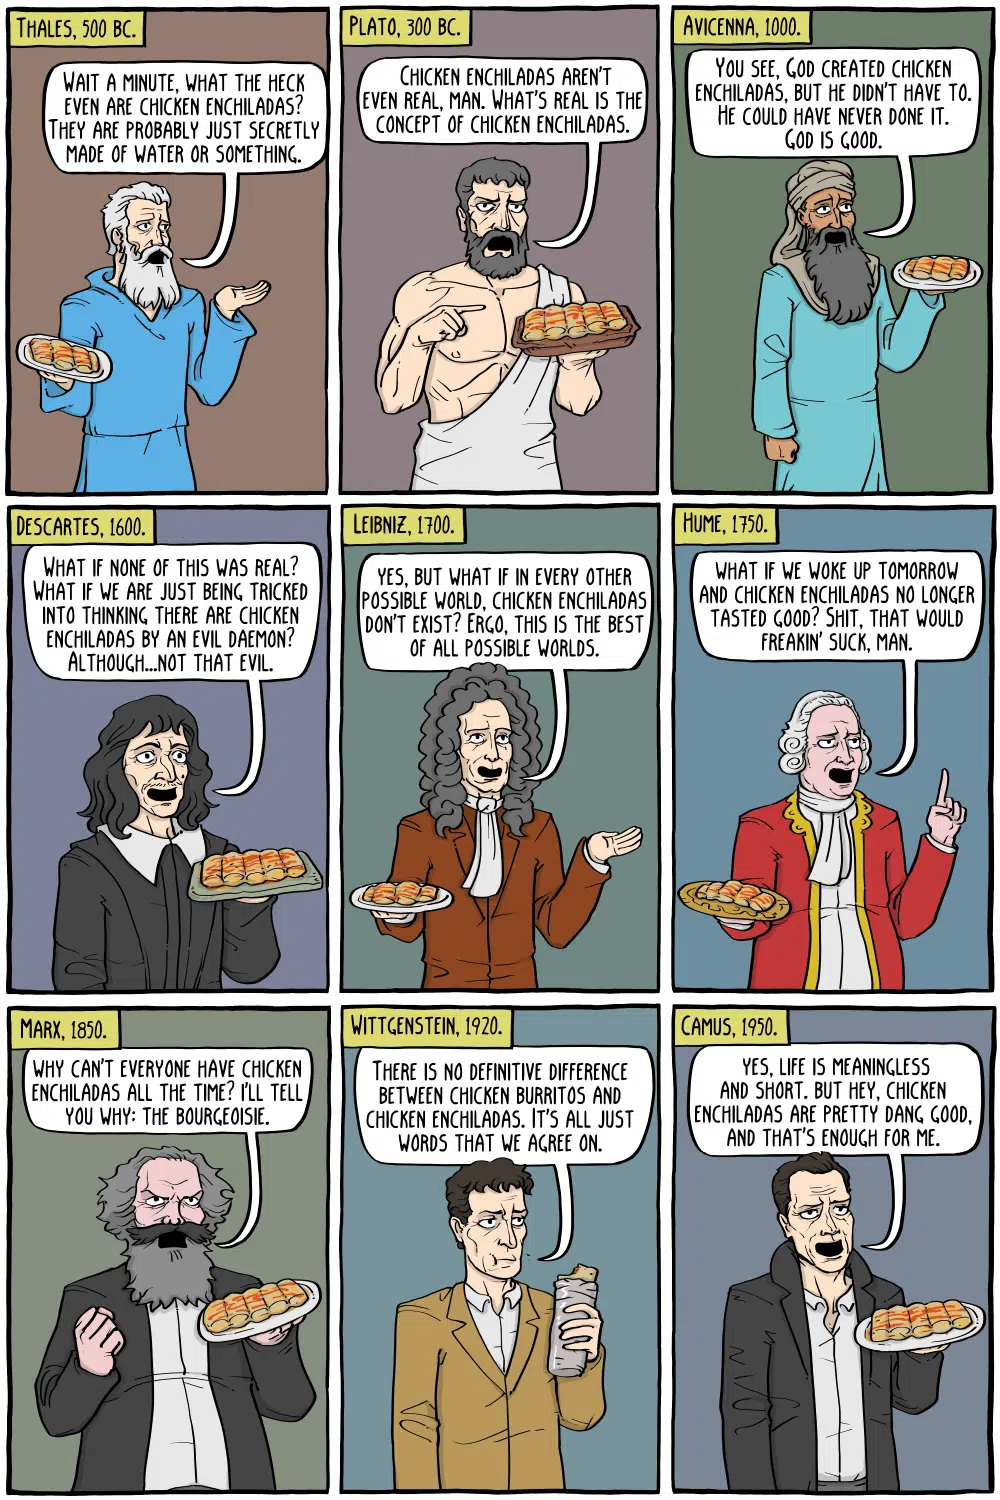 THALES, 500 BC.
WAIT A MINUTE, WHAT THE HECK
EVEN ARE CHICKEN ENCHILADAS?
THEY ARE PROBABLY JUST SECRETLY
MADE OF WATER OR SOMETHING.
PLATO, 300 BC.
CHICKEN ENCHILADAS AREN'T
EVEN REAL, MAN. WHAT'S REAL IS THE
CONCEPT OF CHICKEN ENCHILADAS.
AVICENNA, 1000.
YOU SEE, GOD CREATED CHICKEN
ENCHILADAS, BUT HE DIDN'T HAVE TO.
HE COULD HAVE NEVER DONE IT.
GOD IS GOOD.
DESCARTES, 1600.
WHAT IF NONE OF THIS WAS REAL?
WHAT IF WE ARE JUST BEING TRICKED
INTO THINKING THERE ARE CHICKEN
ENCHILADAS BY AN EVIL DAEMON?
ALTHOUGH...NOT THAT EVIL.
LEIBNIZ, 1700.
YES, BUT WHAT IF IN EVERY OTHER
POSSIBLE WORLD, CHICKEN ENCHILADAS
DON'T EXIST? ERGO, THIS IS THE BEST
OF ALL POSSIBLE WORLDS.
HUME, 1750.
WHAT IF WE WOKE UP TOMORROW
AND CHICKEN ENCHILADAS NO LONGER
TASTED GOOD? SHIT, THAT WOULD
FREAKIN' SUCK, MAN.
MARX, 1850.
WHY CAN'T EVERYONE HAVE CHICKEN
ENCHILADAS ALL THE TIME? I'LL TELL
YOU WHY: THE BOURGEOISIE.
WITTGENSTEIN, 1920.
THERE IS NO DEFINITIVE DIFFERENCE
BETWEEN CHICKEN BURRITOS AND
CHICKEN ENCHILADAS. IT'S ALL JUST
WORDS THAT WE AGREE ON.
CAMUS, 1950.
YES, LIFE IS MEANINGLESS
AND SHORT. BUT HEY, CHICKEN
ENCHILADAS ARE PRETTY DANG GOOD,
AND THAT'S ENOUGH FOR ME.